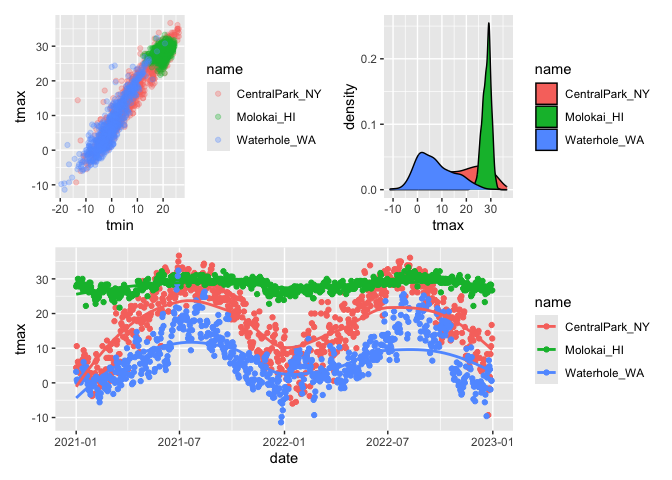 tmax
30
20
10
0
-10
-20 -10 0 10 20
tmin
name
CentralPark_NY
Molokai_HI
Waterhole_WA
density
0.2
0.1
0.0
-10 0 10 20 30
tmax
name
CentralPark_NY
Molokai_HI
Waterhole_WA
tmax
30
20
10
0
-10
2021-01 2021-07 2022-01 2022-07 2023-01
date
name
CentralPark_NY
Molokai_HI
Waterhole_WA